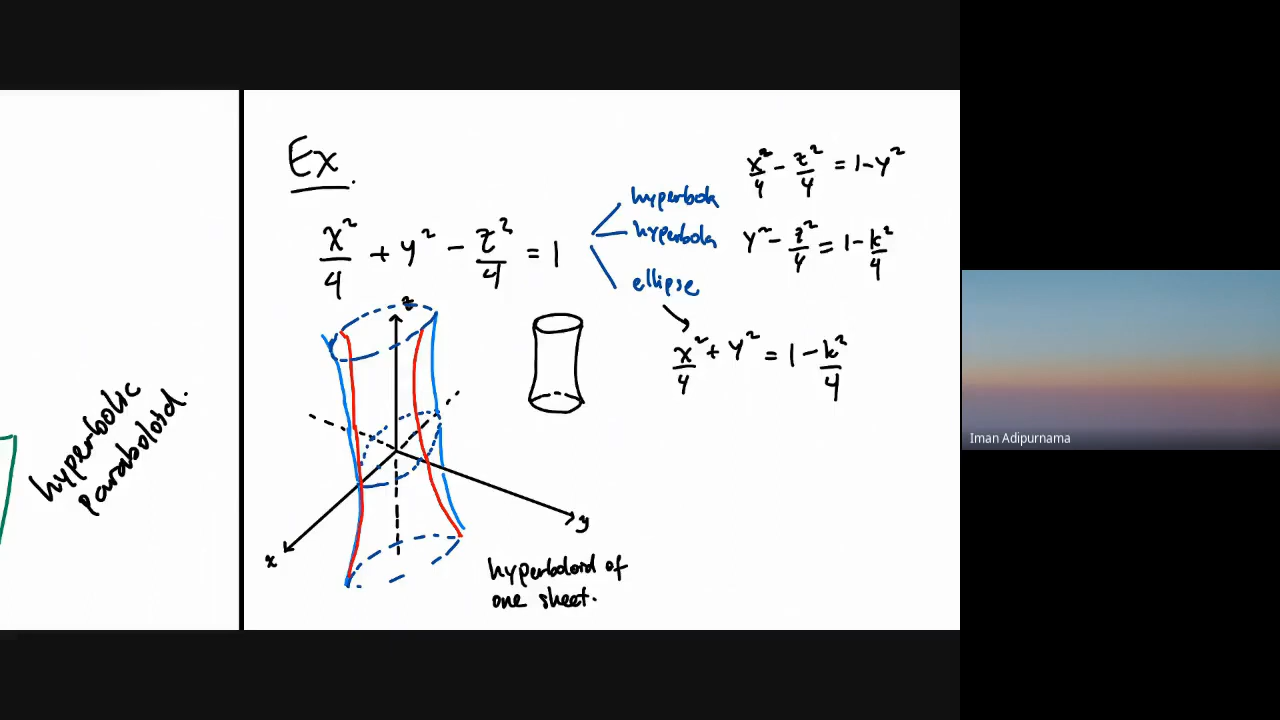 hyperbolic
paraboloid.
Ex.
x²/4 + y² - z²/4 = 1
hyperbola
hyperbola
ellipse
x²/4 - z²/4 = 1-y²
y² - z²/4 = 1 - k²/4
x²/4 + y² = 1 - k²/4
z
x
y
hyperboloid of
one sheet.
Iman Adipurnama